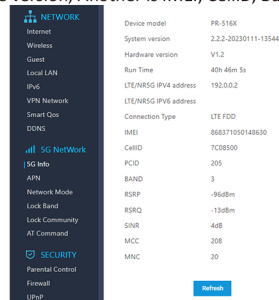 NETWORK
Internet
Wireless
Guest
Local LAN
IPv6
VPN Network
Smart Qos
DDNS
5G NetWork
5G Info
APN
Network Mode
Lock Band
Lock Community
AT Command
SECURITY
Parental Control
Firewall
UPnP
Device model PR-516X
System version 2.2.2-20230111-13544
Hardware version V1.2
Run Time 40h 46m 5s
LTE/NR5G IPV4 address 192.0.0.2
LTE/NR5G IPV6 address
Connection Type LTE FDD
IMEI 868371050148630
CellID 7C08500
PCID 205
BAND 3
RSRP -96dBm
RSRQ -13dBm
SINR 4dB
MCC 208
MNC 20
Refresh